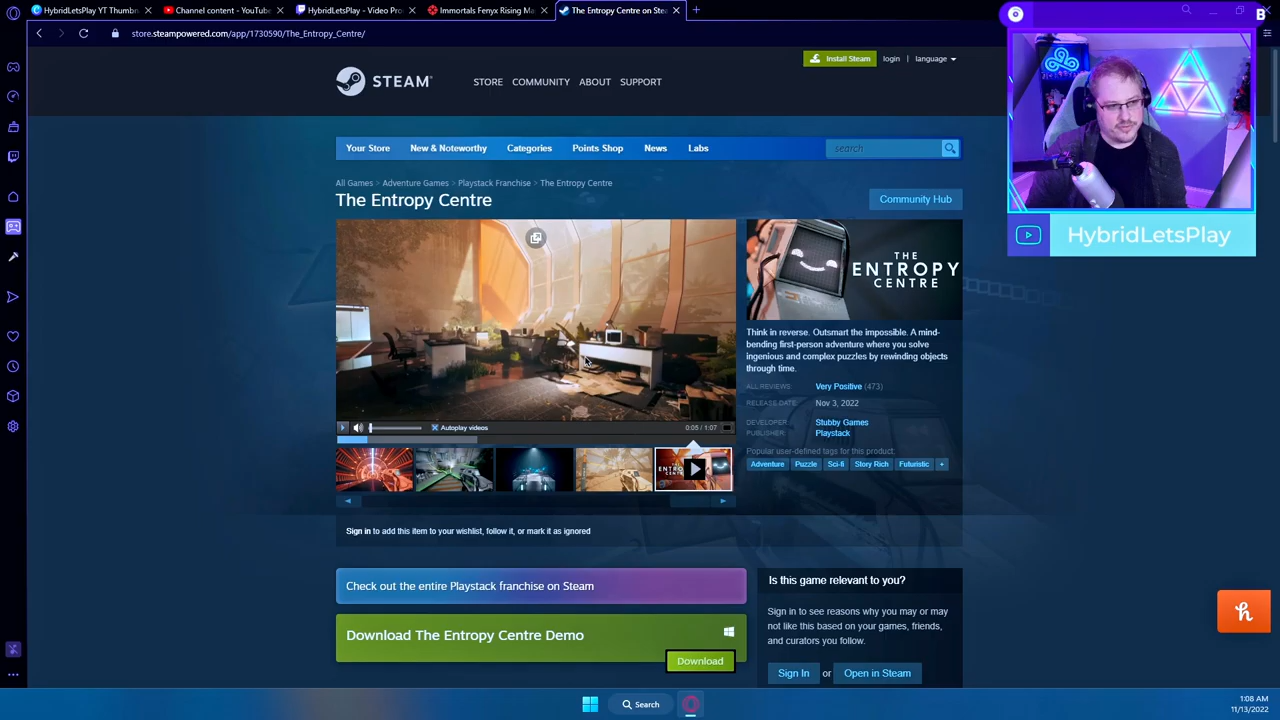 HybridLetsPlay YT Thumbn
Channel content - YouTube
HybridLetsPlay - Video Pro
Immortals Fenyx Rising Ma
The Entropy Centre on Ste
store.steampowered.com/app/1730590/The_Entropy_Centre/
Install Steam
login | language
STEAM
STORE COMMUNITY ABOUT SUPPORT
Your Store New & Noteworthy Categories Points Shop News Labs
search
All Games > Adventure Games > Playstack Franchise > The Entropy Centre
The Entropy Centre
Community Hub
HybridLetsPlay
THE
ENTROPY
CENTRE
Think in reverse. Outsmart the impossible. A mind-
bending first-person adventure where you solve
ingenious and complex puzzles by rewinding objects
through time.
ALL REVIEWS: Very Positive (473)
RELEASE DATE: Nov 3, 2022
DEVELOPER: Stubby Games
PUBLISHER: Playstack
Popular user-defined tags for this product:
Adventure Puzzle Sci-fi Story Rich Futuristic +
Autoplay videos
0:05 / 1:07
Sign in to add this item to your wishlist, follow it, or mark it as ignored
Check out the entire Playstack franchise on Steam
Download The Entropy Centre Demo
Download
Is this game relevant to you?
Sign in to see reasons why you may or may
not like this based on your games, friends,
and curators you follow.
Sign In or Open in Steam
Search
1:08 AM
11/13/2022